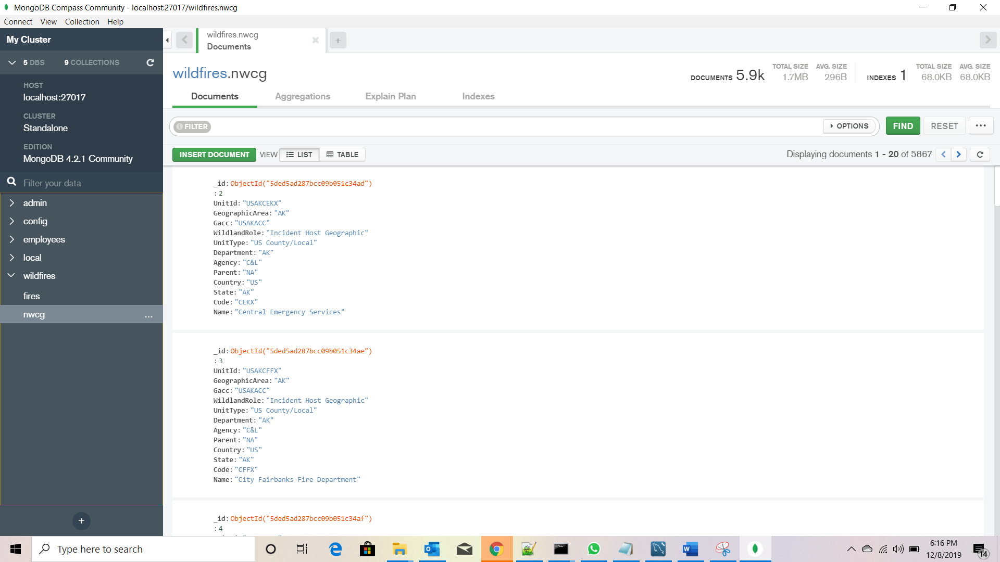 MongoDB Compass Community - localhost:27017/wildfires.nwcg
Connect View Collection Help
My Cluster
5 DBS 9 COLLECTIONS
HOST
localhost:27017
CLUSTER
Standalone
EDITION
MongoDB 4.2.1 Community
Filter your data
admin
config
employees
local
wildfires
fires
nwcg ...
wildfires.nwcg
Documents
wildfires.nwcg
DOCUMENTS 5.9k TOTAL SIZE 1.7MB AVG. SIZE 296B INDEXES 1 TOTAL SIZE 68.0KB AVG. SIZE 68.0KB
Documents Aggregations Explain Plan Indexes
FILTER OPTIONS FIND RESET ...
INSERT DOCUMENT VIEW LIST TABLE Displaying documents 1 - 20 of 5867
_id: ObjectId("5ded5ad287bcc09b051c34ad")
: 2
UnitId: "USAKCEKX"
GeographicArea: "AK"
Gacc: "USAKACC"
WildlandRole: "Incident Host Geographic"
UnitType: "US County/Local"
Department: "AK"
Agency: "C&L"
Parent: "NA"
Country: "US"
State: "AK"
Code: "CEKX"
Name: "Central Emergency Services"
_id: ObjectId("5ded5ad287bcc09b051c34ae")
: 3
UnitId: "USAKCFFX"
GeographicArea: "AK"
Gacc: "USAKACC"
WildlandRole: "Incident Host Geographic"
UnitType: "US County/Local"
Department: "AK"
Agency: "C&L"
Parent: "NA"
Country: "US"
State: "AK"
Code: "CFFX"
Name: "City Fairbanks Fire Department"
_id: ObjectId("5ded5ad287bcc09b051c34af")
: 4
Type here to search
6:16 PM
12/8/2019
14